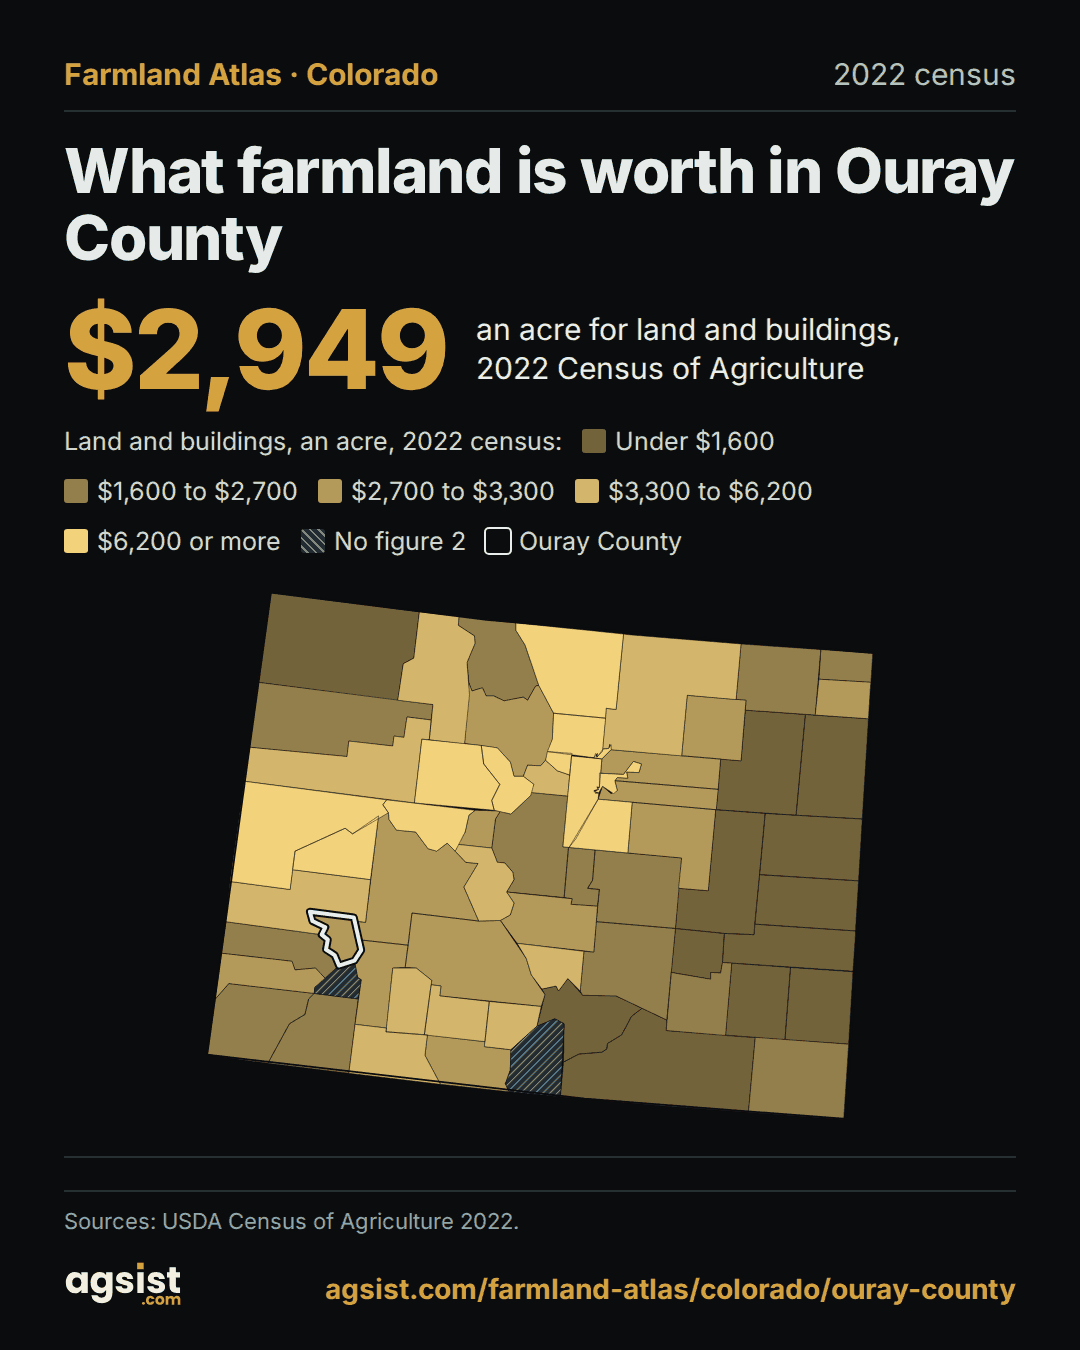 Farmland Atlas · Colorado
2022 census
What farmland is worth in Ouray
County
$2,949
an acre for land and buildings,
2022 Census of Agriculture
Land and buildings, an acre, 2022 census: Under $1,600
$1,600 to $2,700 $2,700 to $3,300 $3,300 to $6,200
$6,200 or more No figure 2 Ouray County
Sources: USDA Census of Agriculture 2022.
agsist
.com
agsist.com/farmland-atlas/colorado/ouray-county